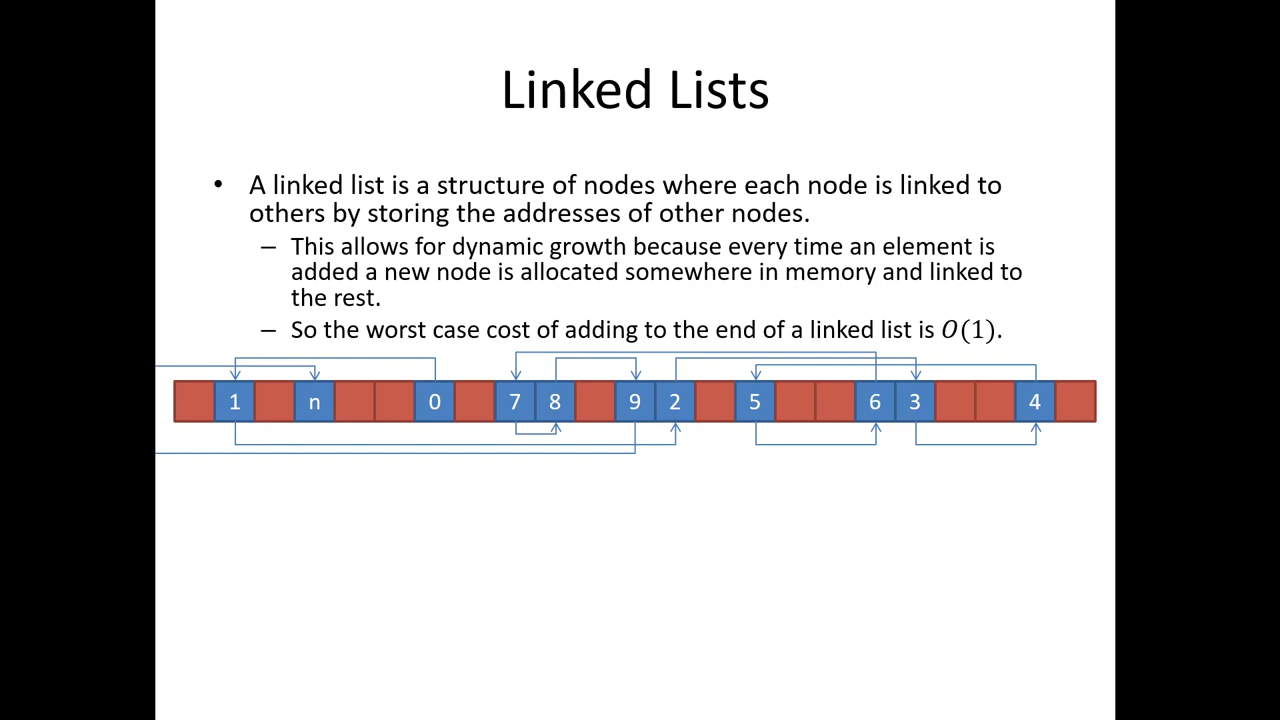 Linked Lists
• A linked list is a structure of nodes where each node is linked to
others by storing the addresses of other nodes.
– This allows for dynamic growth because every time an element is
added a new node is allocated somewhere in memory and linked to
the rest.
– So the worst case cost of adding to the end of a linked list is O(1).
1 n 0 7 8 9 2 5 6 3 4